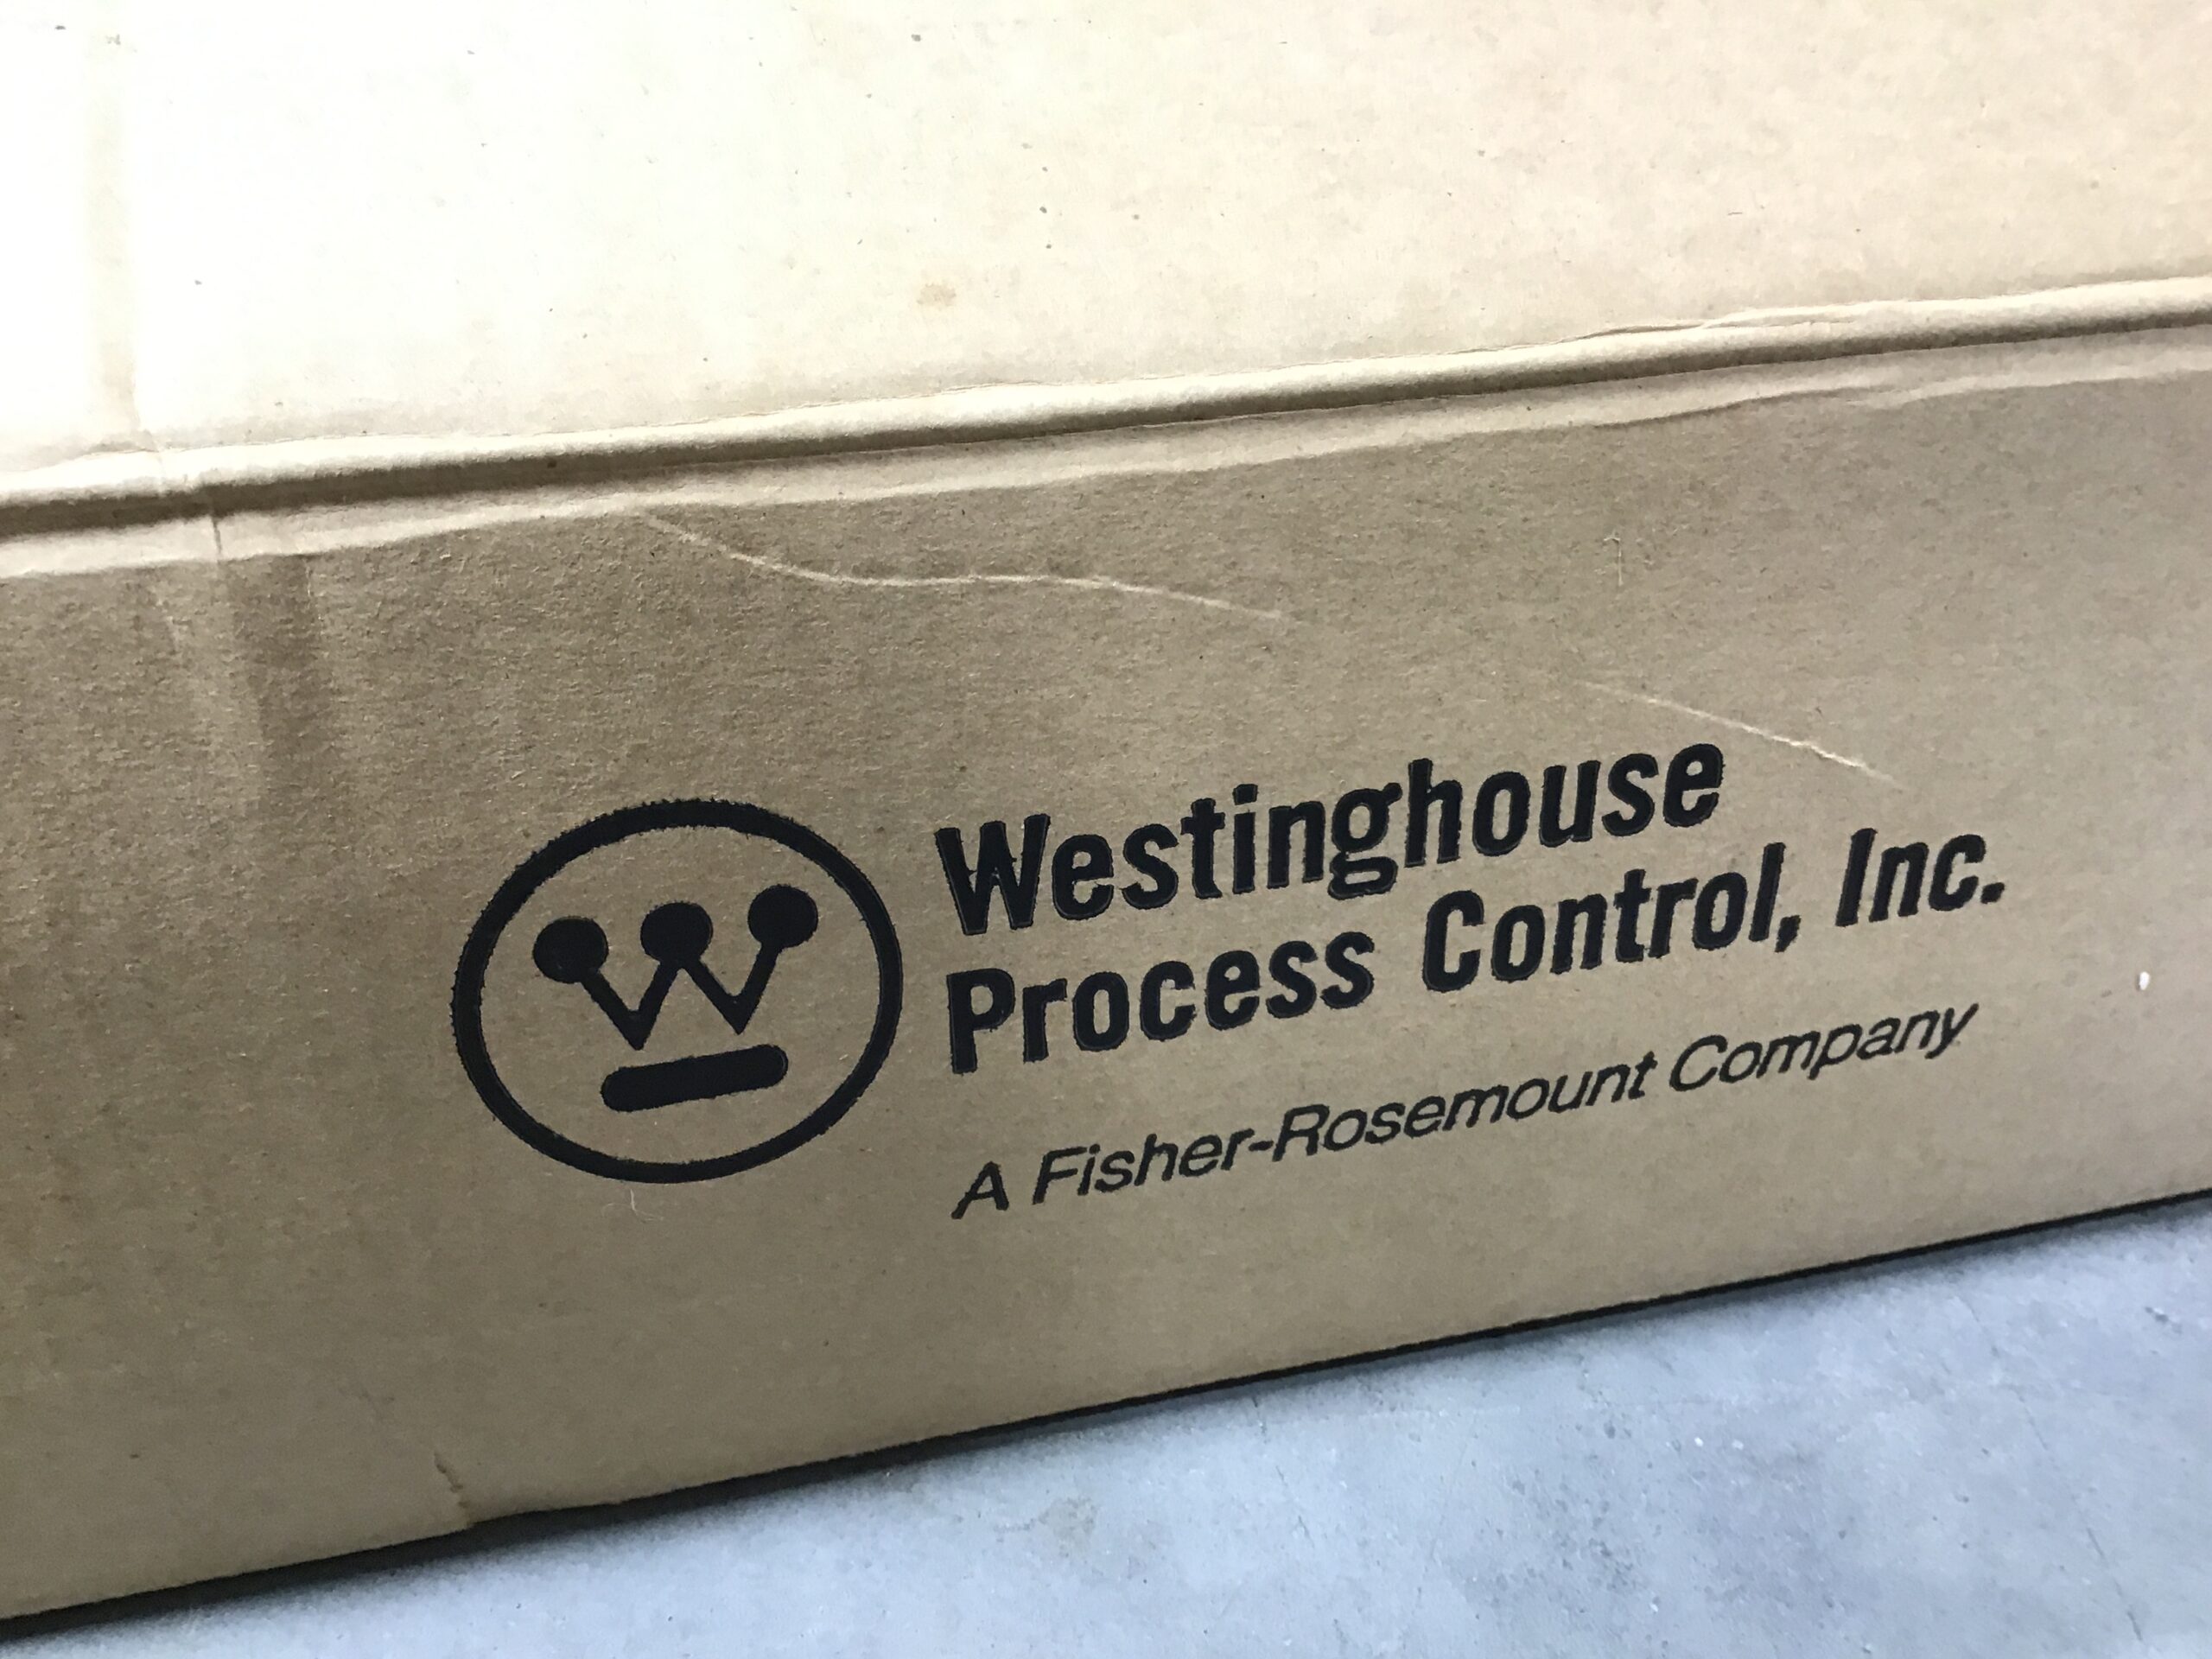 Westinghouse
Process Control, Inc.
A Fisher-Rosemount Company